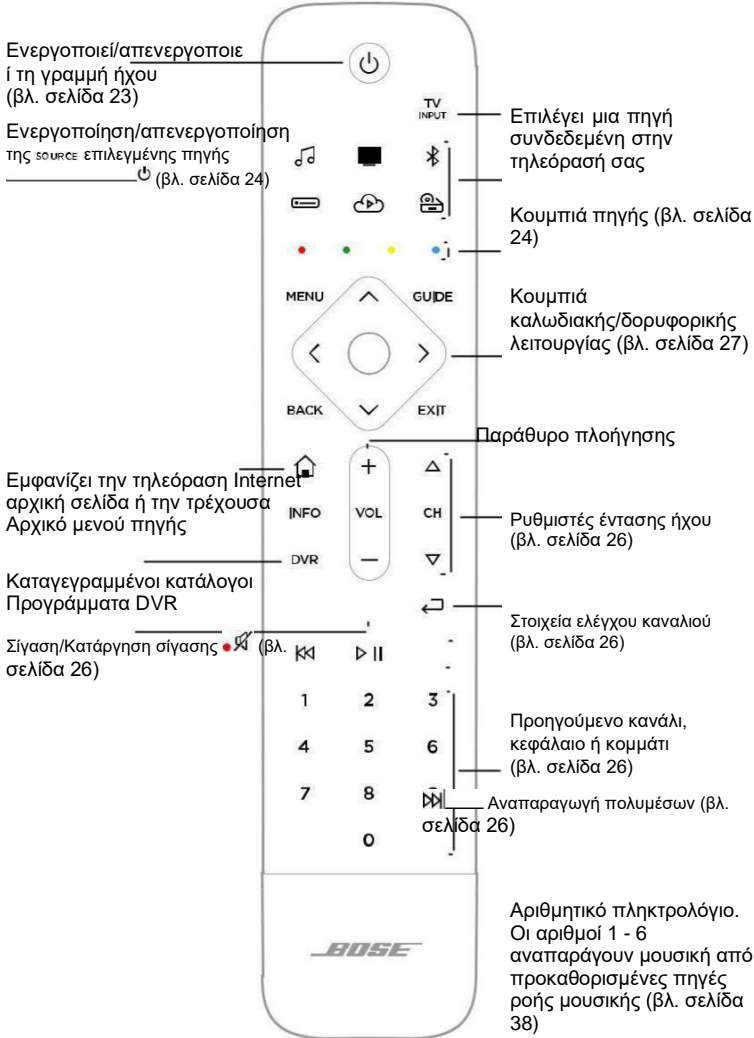 Ενεργοποιεί/απενεργοποιε
ί τη γραμμή ήχου
(βλ. σελίδα 23)
Ενεργοποίηση/απενεργοποίηση
της SOURCE επιλεγμένης πηγής
(βλ. σελίδα 24)
TV
INPUT
Επιλέγει μια πηγή
συνδεδεμένη στην
τηλεόρασή σας
Κουμπιά πηγής (βλ. σελίδα
24)
MENU
GUIDE
Κουμπιά
καλωδιακής/δορυφορικής
λειτουργίας (βλ. σελίδα 27)
BACK
EXIT
Παράθυρο πλοήγησης
Εμφανίζει την τηλεόραση Internet
αρχική σελίδα ή την τρέχουσα
Αρχικό μενού πηγής
INFO
+
VOL
−
CH
DVR
Ρυθμιστές έντασης ήχου
(βλ. σελίδα 26)
Καταγεγραμμένοι κατάλογοι
Προγράμματα DVR
Στοιχεία ελέγχου καναλιού
(βλ. σελίδα 26)
Σίγαση/Κατάργηση σίγασης (βλ.
σελίδα 26)
1 2 3
4 5 6
7 8
0
Προηγούμενο κανάλι,
κεφάλαιο ή κομμάτι
(βλ. σελίδα 26)
Αναπαραγωγή πολυμέσων (βλ.
σελίδα 26)
BOSE
Αριθμητικό πληκτρολόγιο.
Οι αριθμοί 1 - 6
αναπαράγουν μουσική από
προκαθορισμένες πηγές
ροής μουσικής (βλ. σελίδα
38)